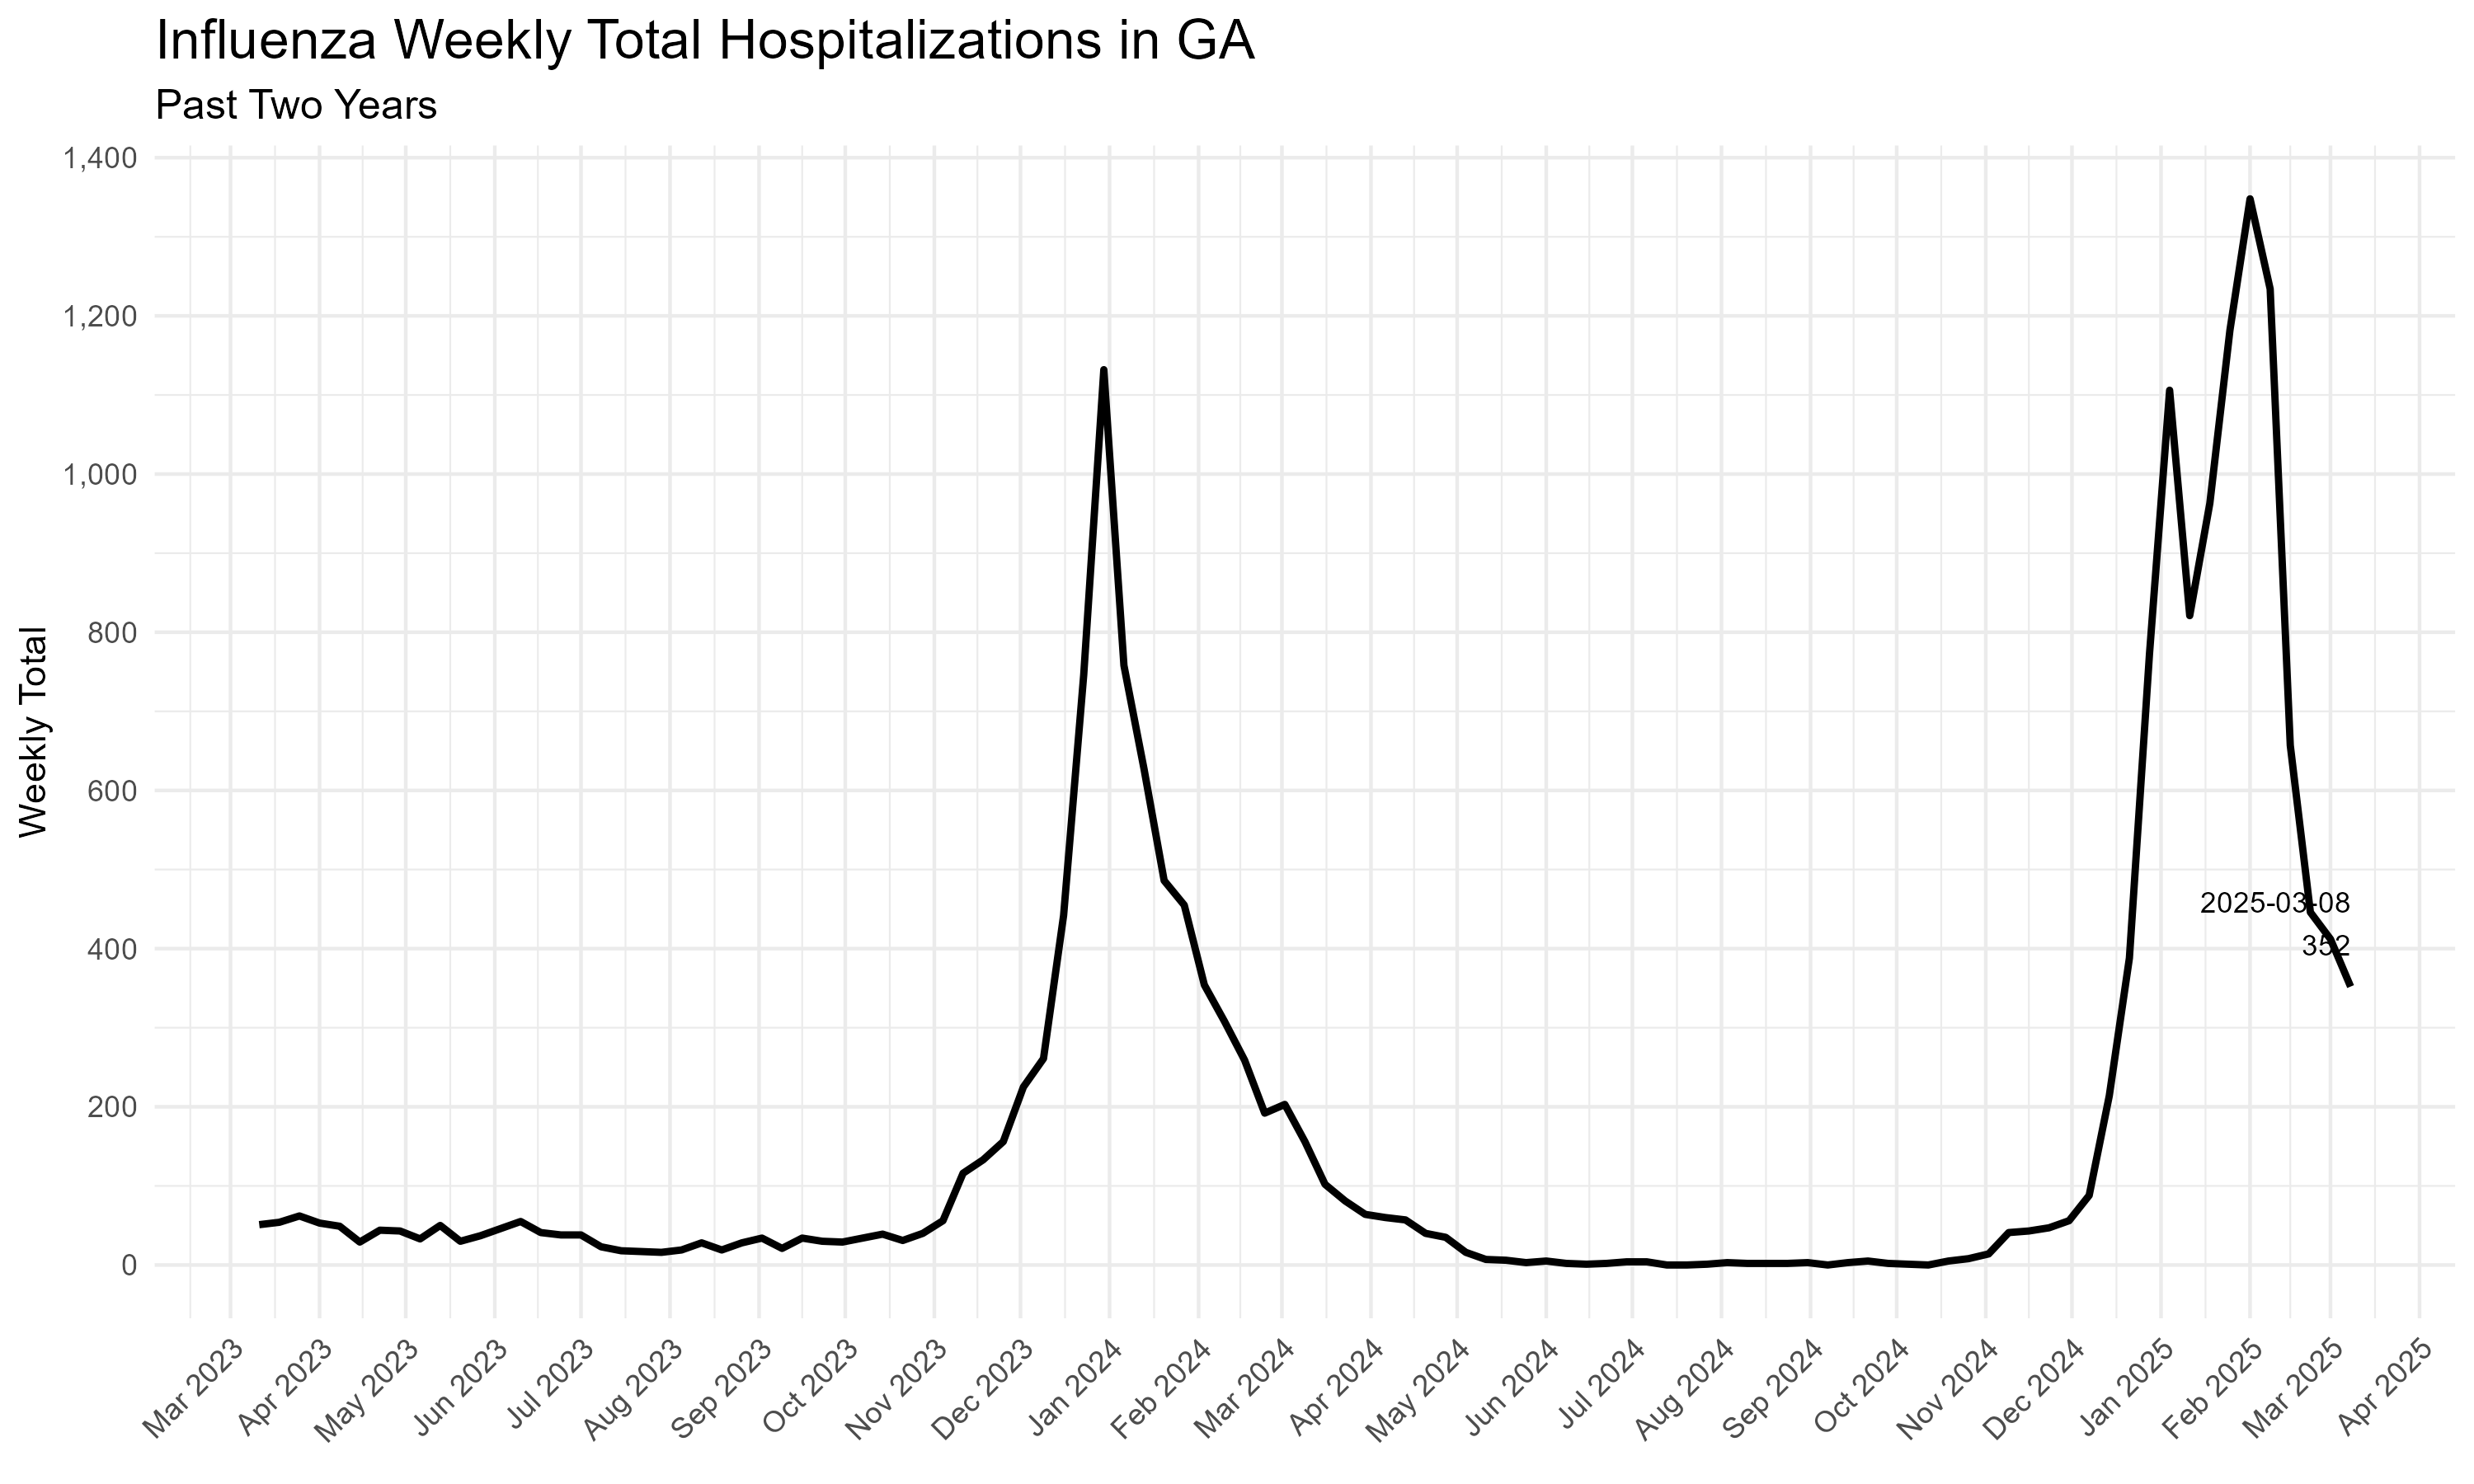 Influenza Weekly Total Hospitalizations in GA
Past Two Years
Weekly Total
1,400
1,200
1,000
800
600
400
200
0
2025-03-08
352
Mar 2023
Apr 2023
May 2023
Jun 2023
Jul 2023
Aug 2023
Sep 2023
Oct 2023
Nov 2023
Dec 2023
Jan 2024
Feb 2024
Mar 2024
Apr 2024
May 2024
Jun 2024
Jul 2024
Aug 2024
Sep 2024
Oct 2024
Nov 2024
Dec 2024
Jan 2025
Feb 2025
Mar 2025
Apr 2025